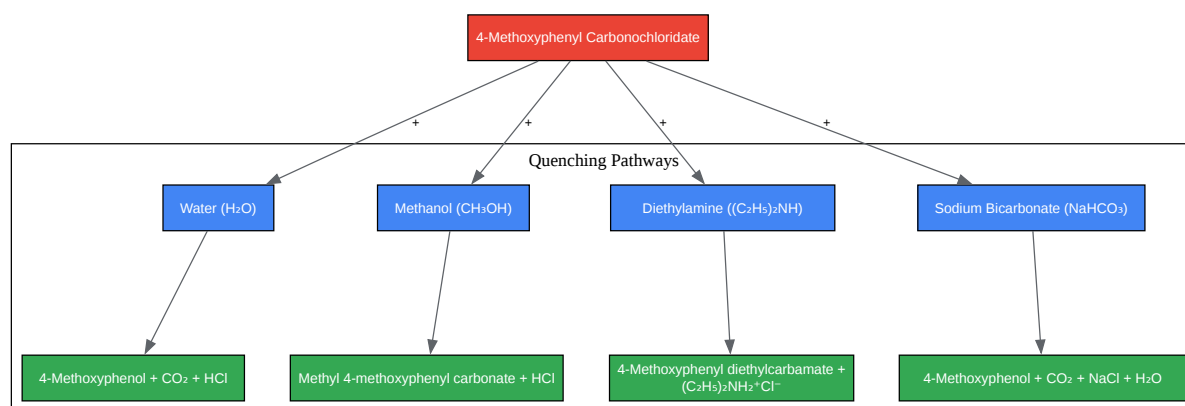 4-Methoxyphenyl Carbonochloridate
+ + + +
Quenching Pathways
Water (H₂O)
Methanol (CH₃OH)
Diethylamine ((C₂H₅)₂NH)
Sodium Bicarbonate (NaHCO₃)
4-Methoxyphenol + CO₂ + HCl
Methyl 4-methoxyphenyl carbonate + HCl
4-Methoxyphenyl diethylcarbamate +
(C₂H₅)₂NH₂⁺Cl⁻
4-Methoxyphenol + CO₂ + NaCl + H₂O